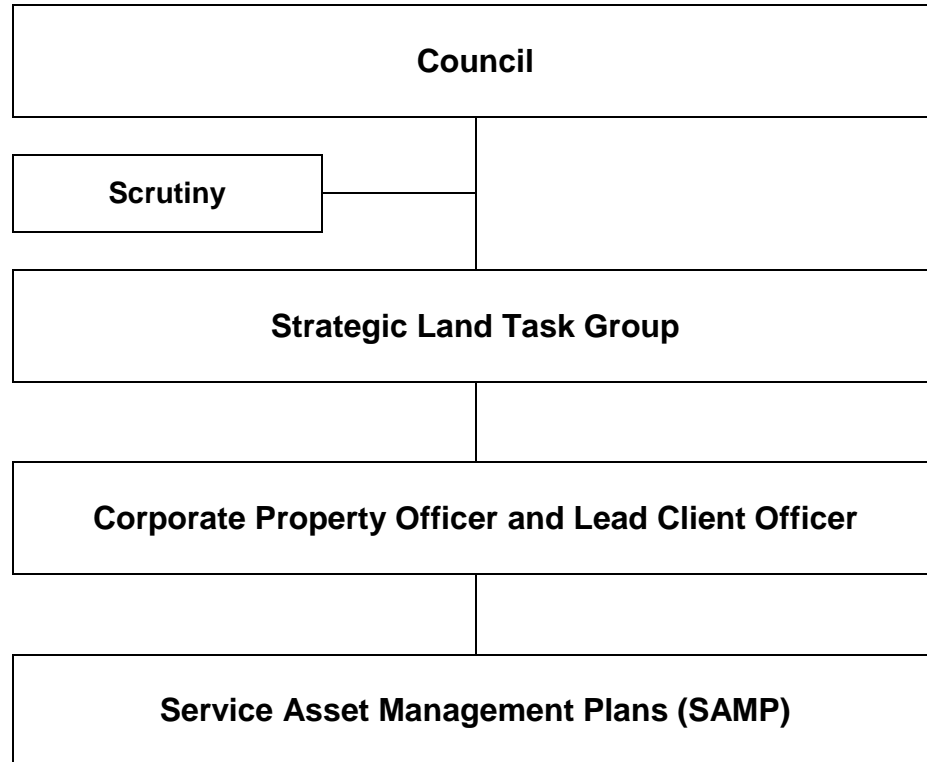 Council
Scrutiny
Strategic Land Task Group
Corporate Property Officer and Lead Client Officer
Service Asset Management Plans (SAMP)